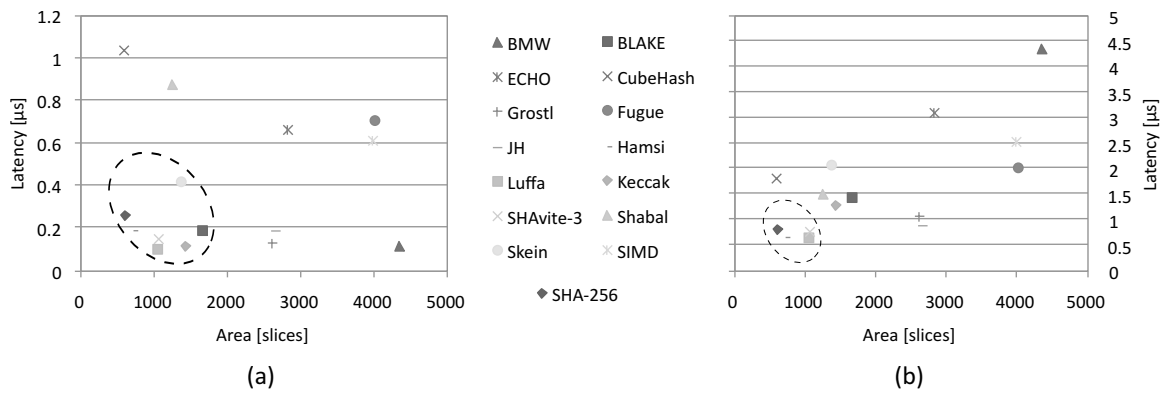 1.2
1
0.8
0.6
0.4
0.2
0
Latency [µs]
0 1000 2000 3000 4000 5000
Area [slices]
(a)
BMW BLAKE
ECHO CubeHash
Grostl Fugue
JH Hamsi
Luffa Keccak
SHAvite-3 Shabal
Skein SIMD
SHA-256
5
4.5
4
3.5
3
2.5
2
1.5
1
0.5
0
Latency [µs]
0 1000 2000 3000 4000 5000
Area [slices]
(b)